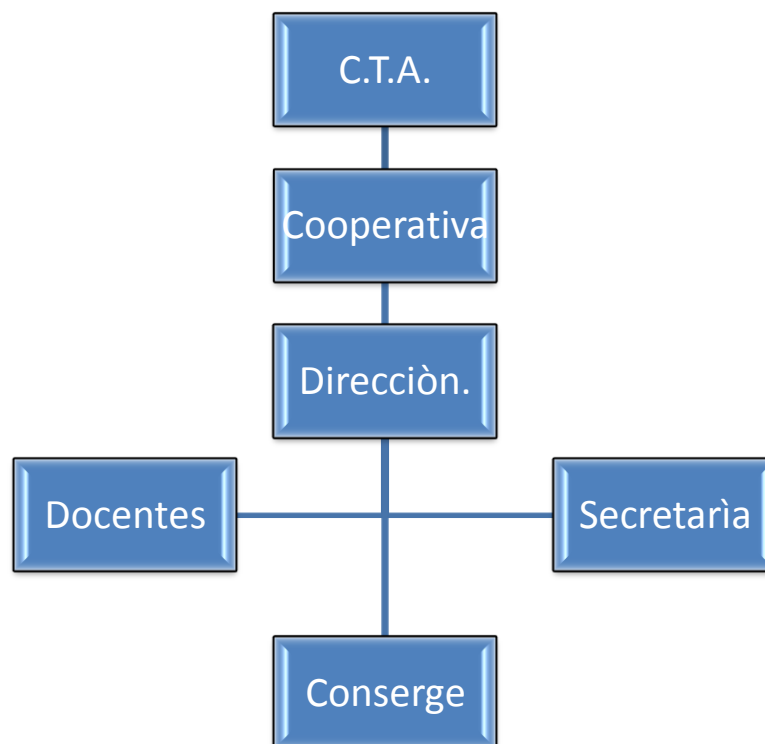 C.T.A.
Cooperativa
Direcciòn.
Docentes
Secretarìa
Conserge